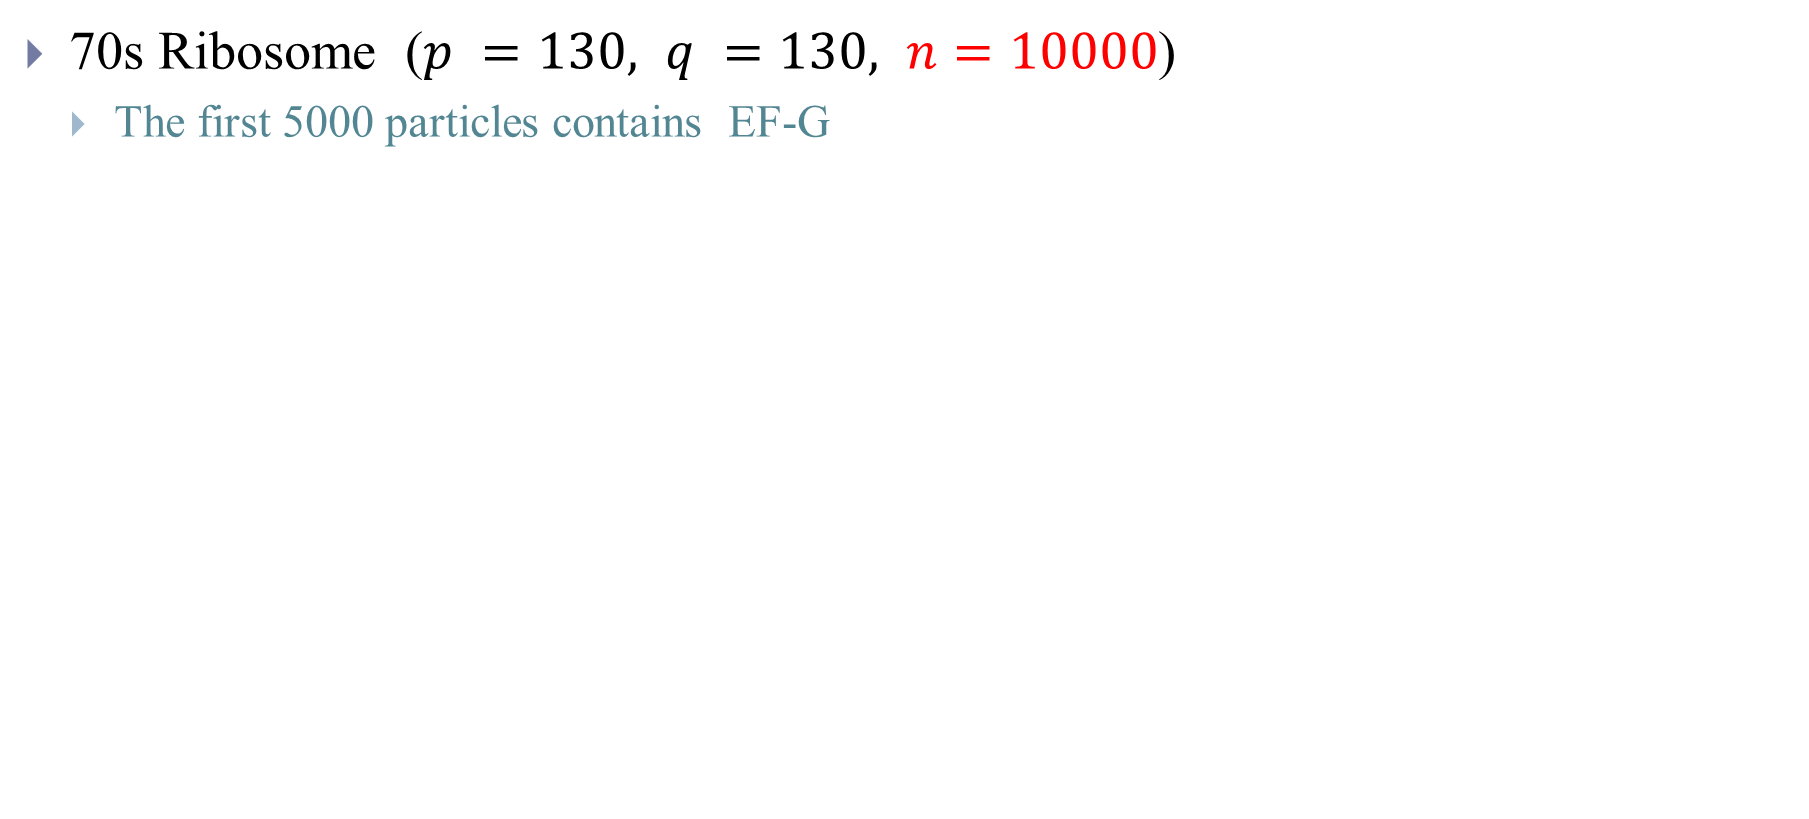 70s Ribosome (p = 130, q = 130, n = 10000)
The first 5000 particles contains EF-G